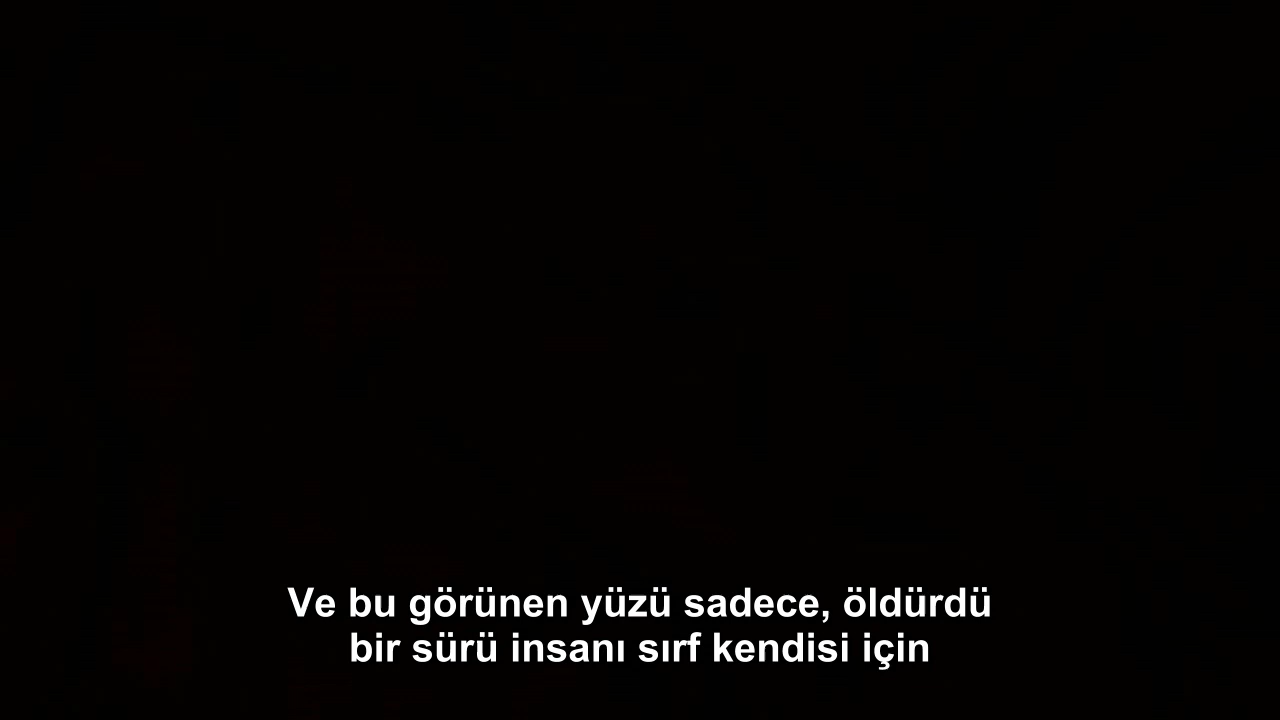 Ve bu görünen yüzü sadece, öldürdü
bir sürü insanı sırf kendisi için